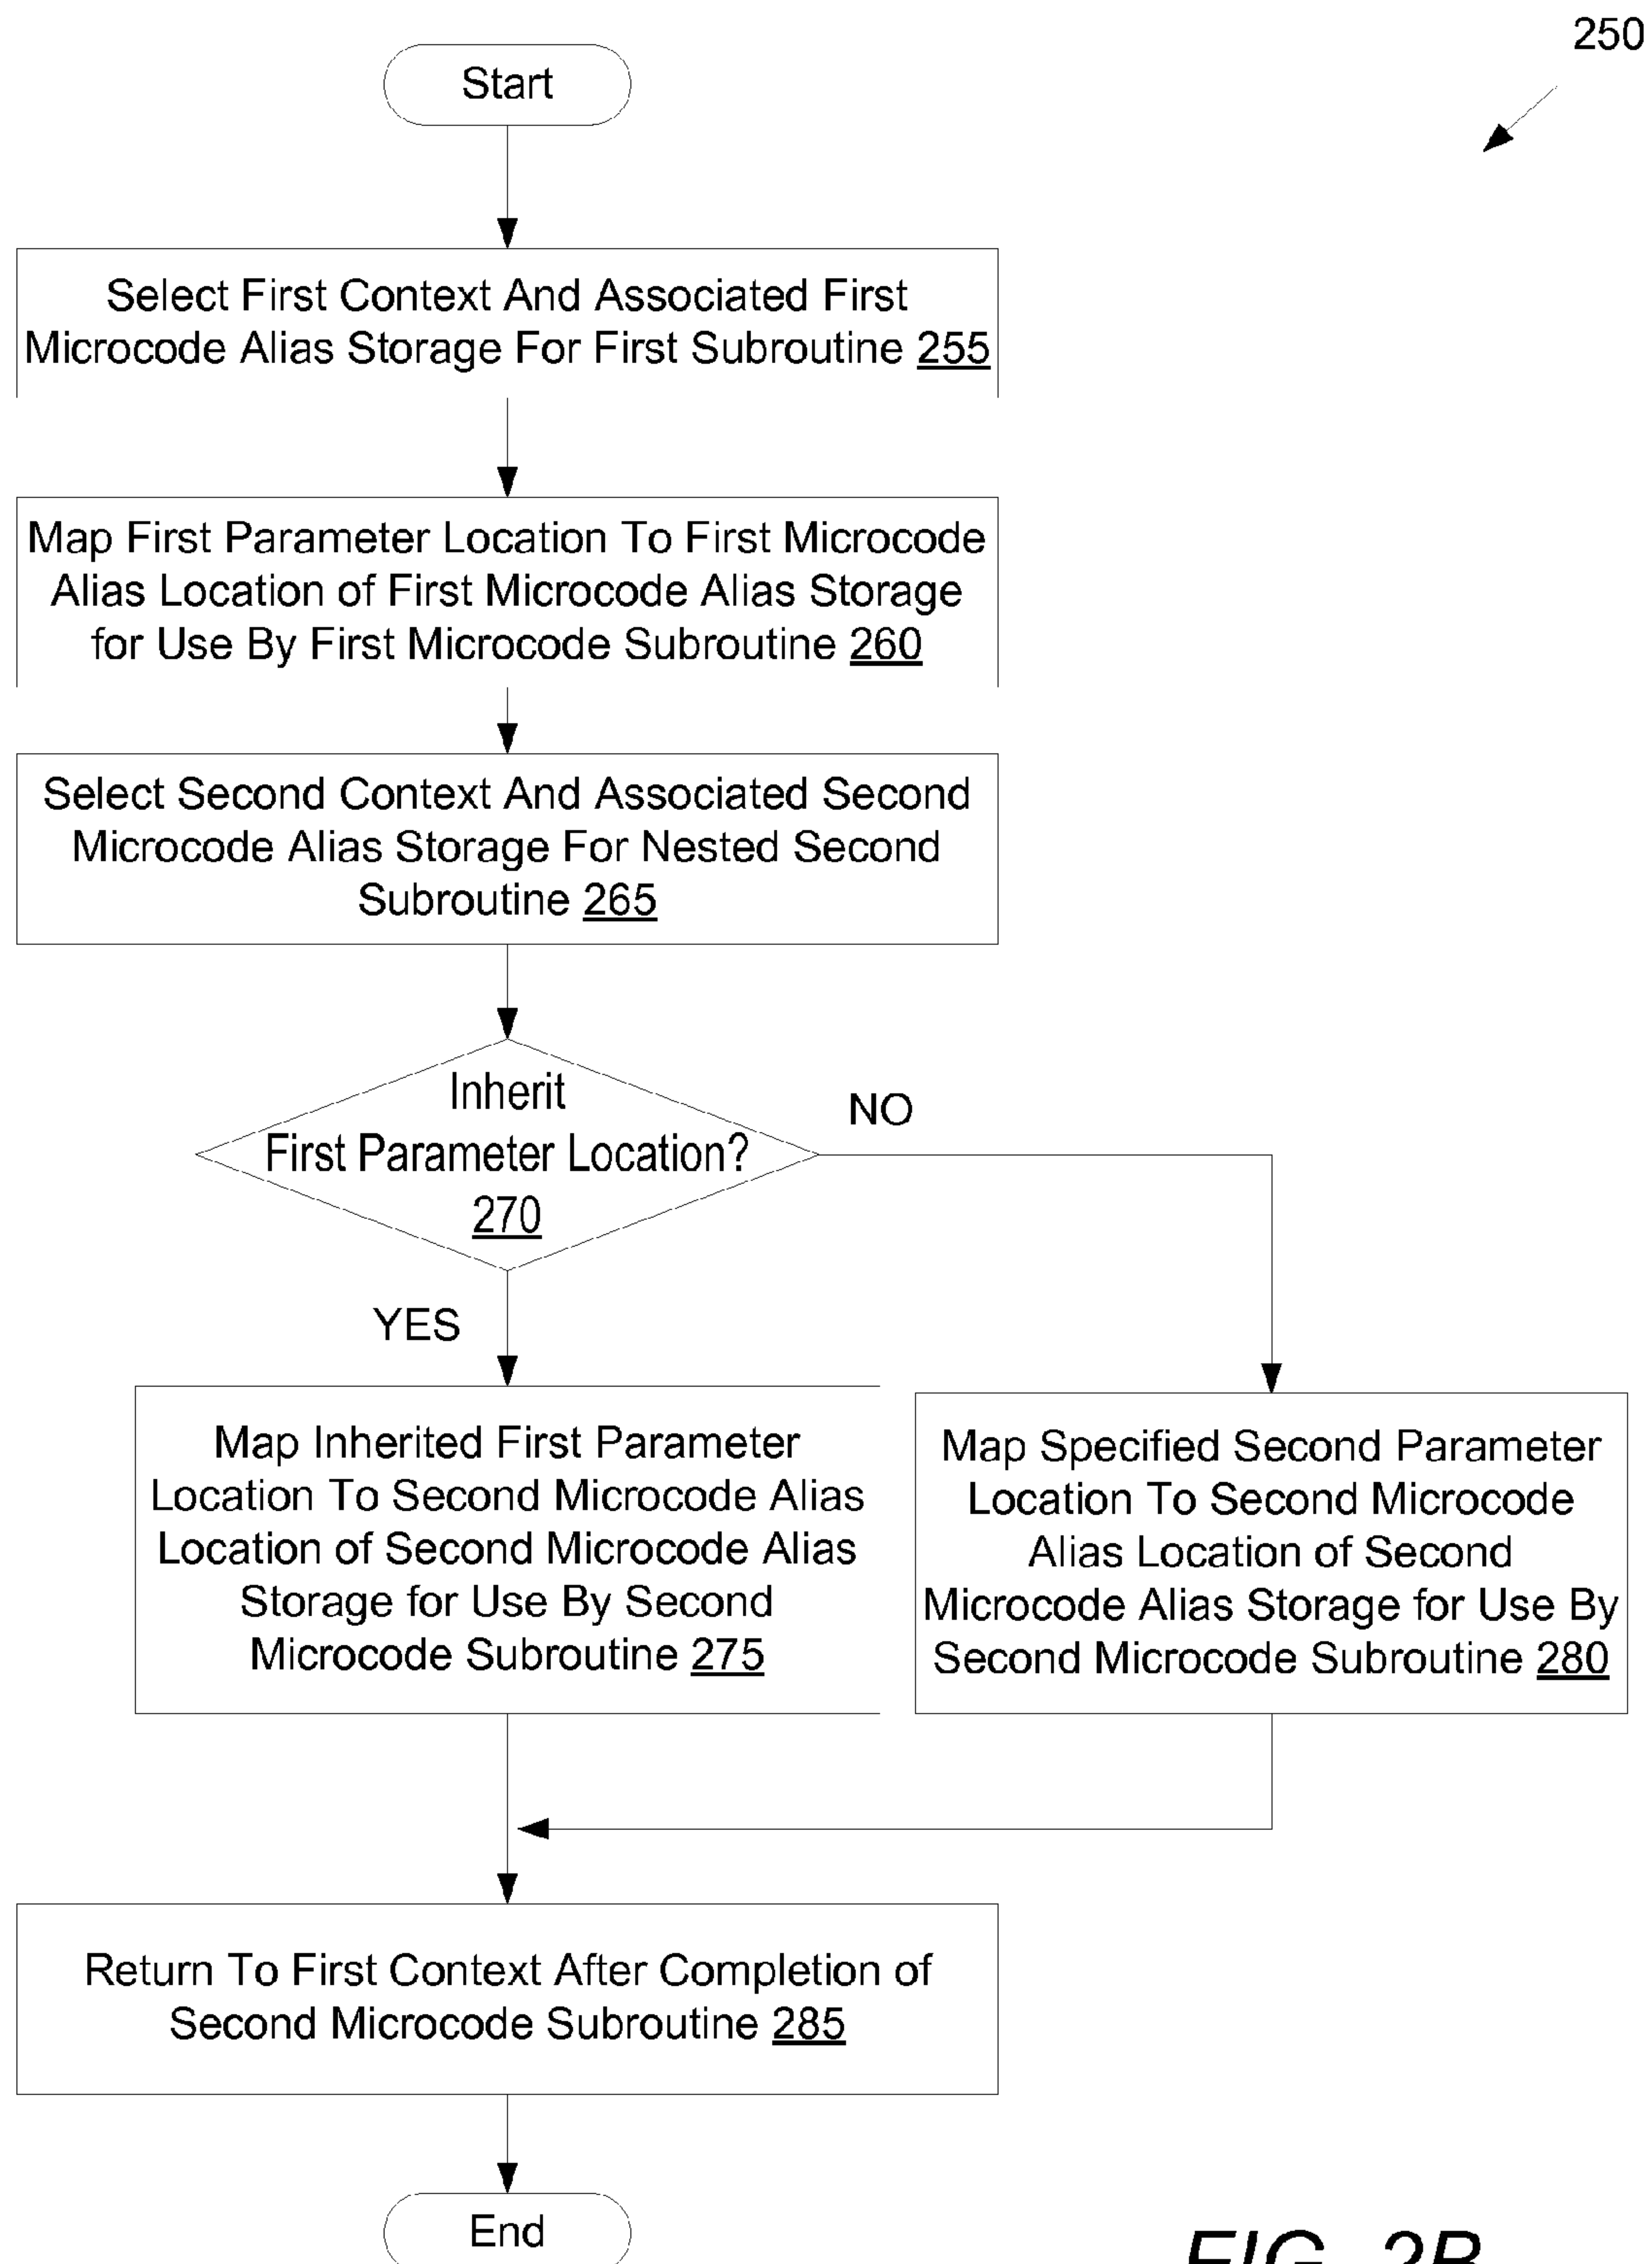 250
Start
Select First Context And Associated First
Microcode Alias Storage For First Subroutine 255
Map First Parameter Location To First Microcode
Alias Location of First Microcode Alias Storage
for Use By First Microcode Subroutine 260
Select Second Context And Associated Second
Microcode Alias Storage For Nested Second
Subroutine 265
Inherit
First Parameter Location?
270
NO
YES
Map Inherited First Parameter
Location To Second Microcode Alias
Location of Second Microcode Alias
Storage for Use By Second
Microcode Subroutine 275
Map Specified Second Parameter
Location To Second Microcode
Alias Location of Second
Microcode Alias Storage for Use By
Second Microcode Subroutine 280
Return To First Context After Completion of
Second Microcode Subroutine 285
End
FIG. 2B